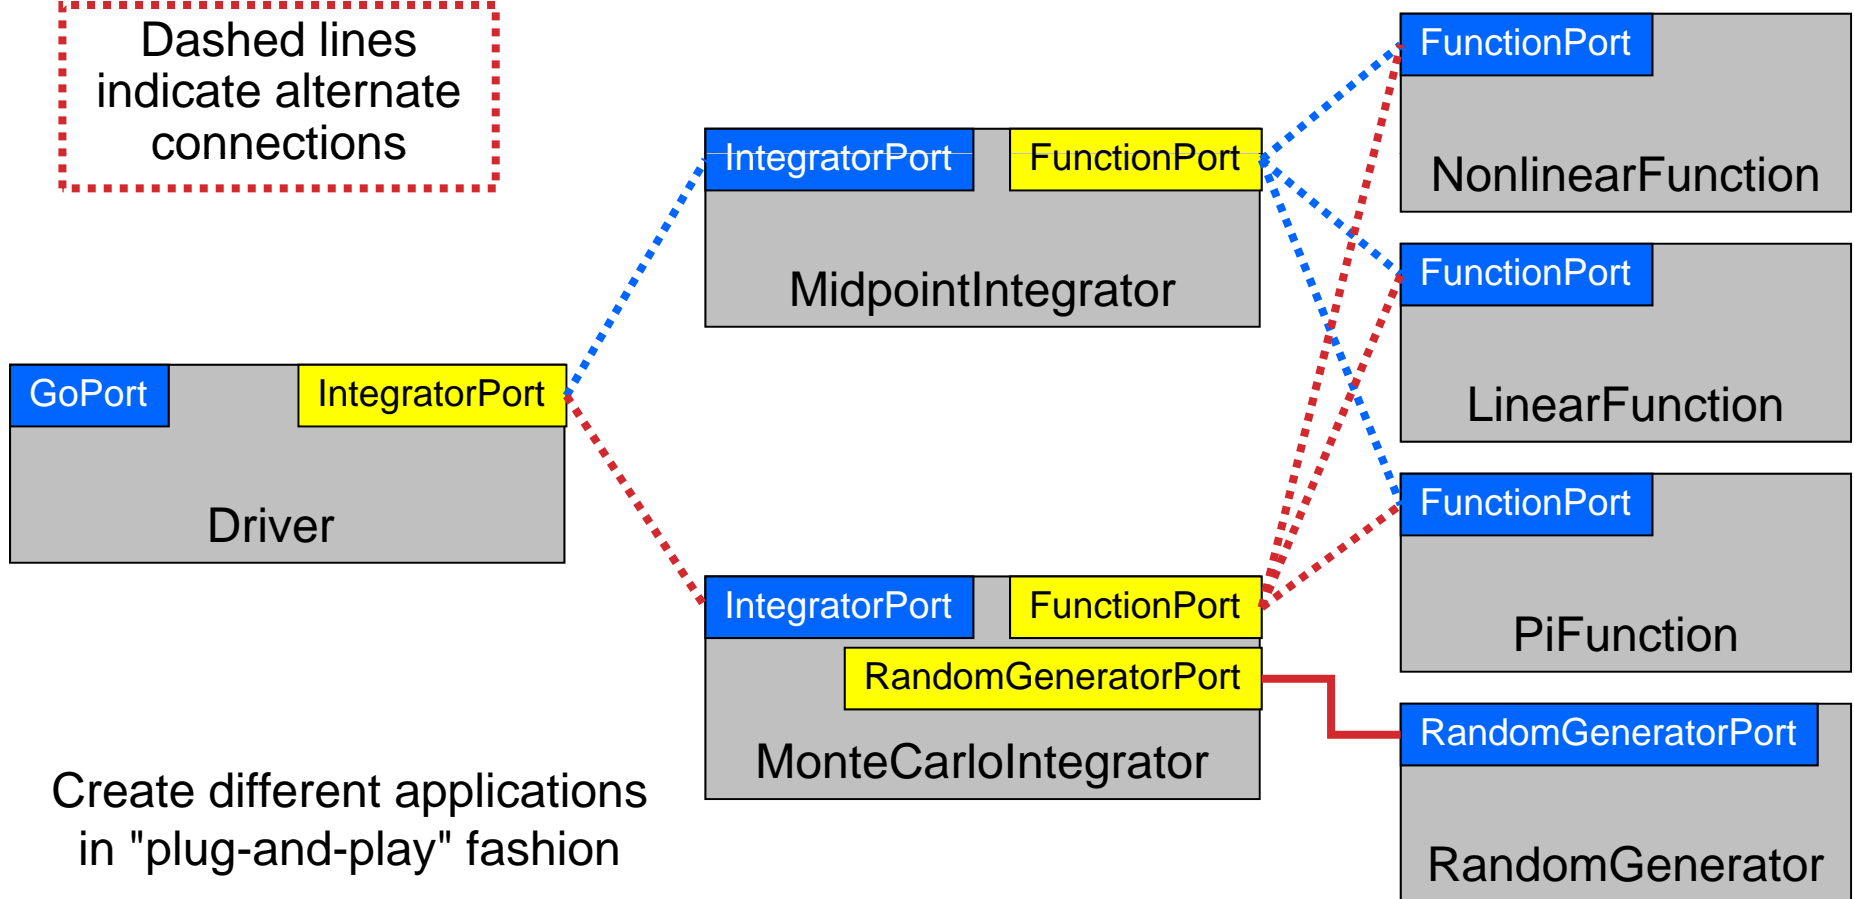 Dashed lines
indicate alternate
connections
FunctionPort
NonlinearFunction
IntegratorPort
FunctionPort
MidpointIntegrator
FunctionPort
LinearFunction
GoPort
IntegratorPort
Driver
FunctionPort
PiFunction
IntegratorPort
FunctionPort
RandomGeneratorPort
MonteCarloIntegrator
RandomGeneratorPort
RandomGenerator
Create different applications
in "plug-and-play" fashion